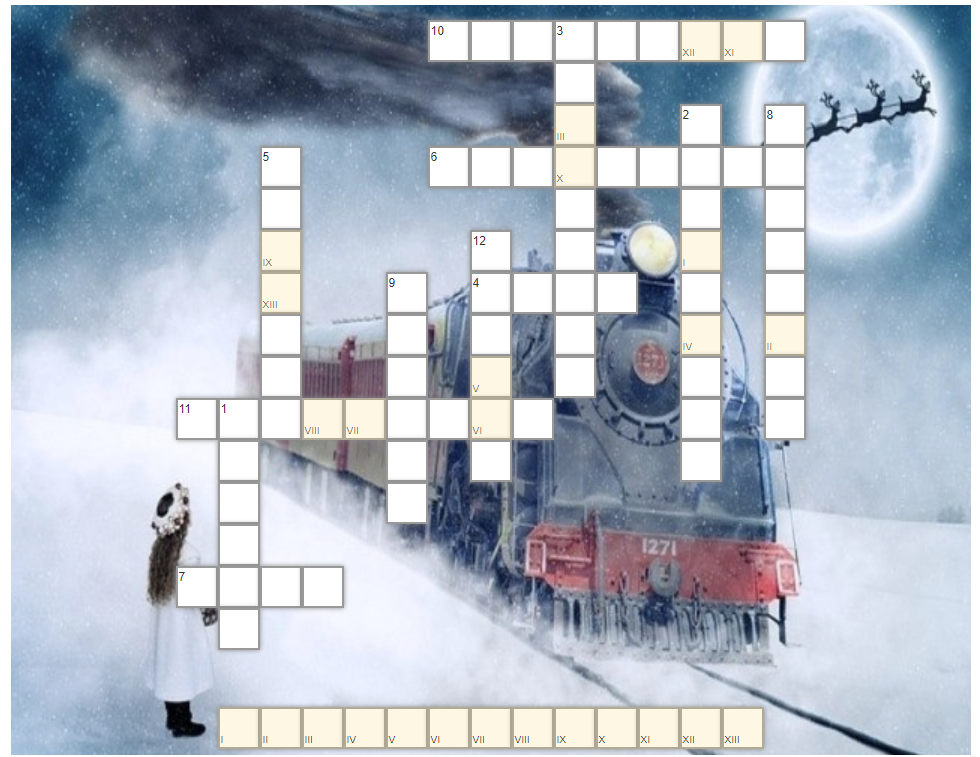 10 3
XII XI
2 8
III
5 6
X
12
IX I
9 4
XIII
IV II
1271
V
11 1
VIII VII VI
1271
7
I II III IV V VI VII VIII IX X XI XII XIII